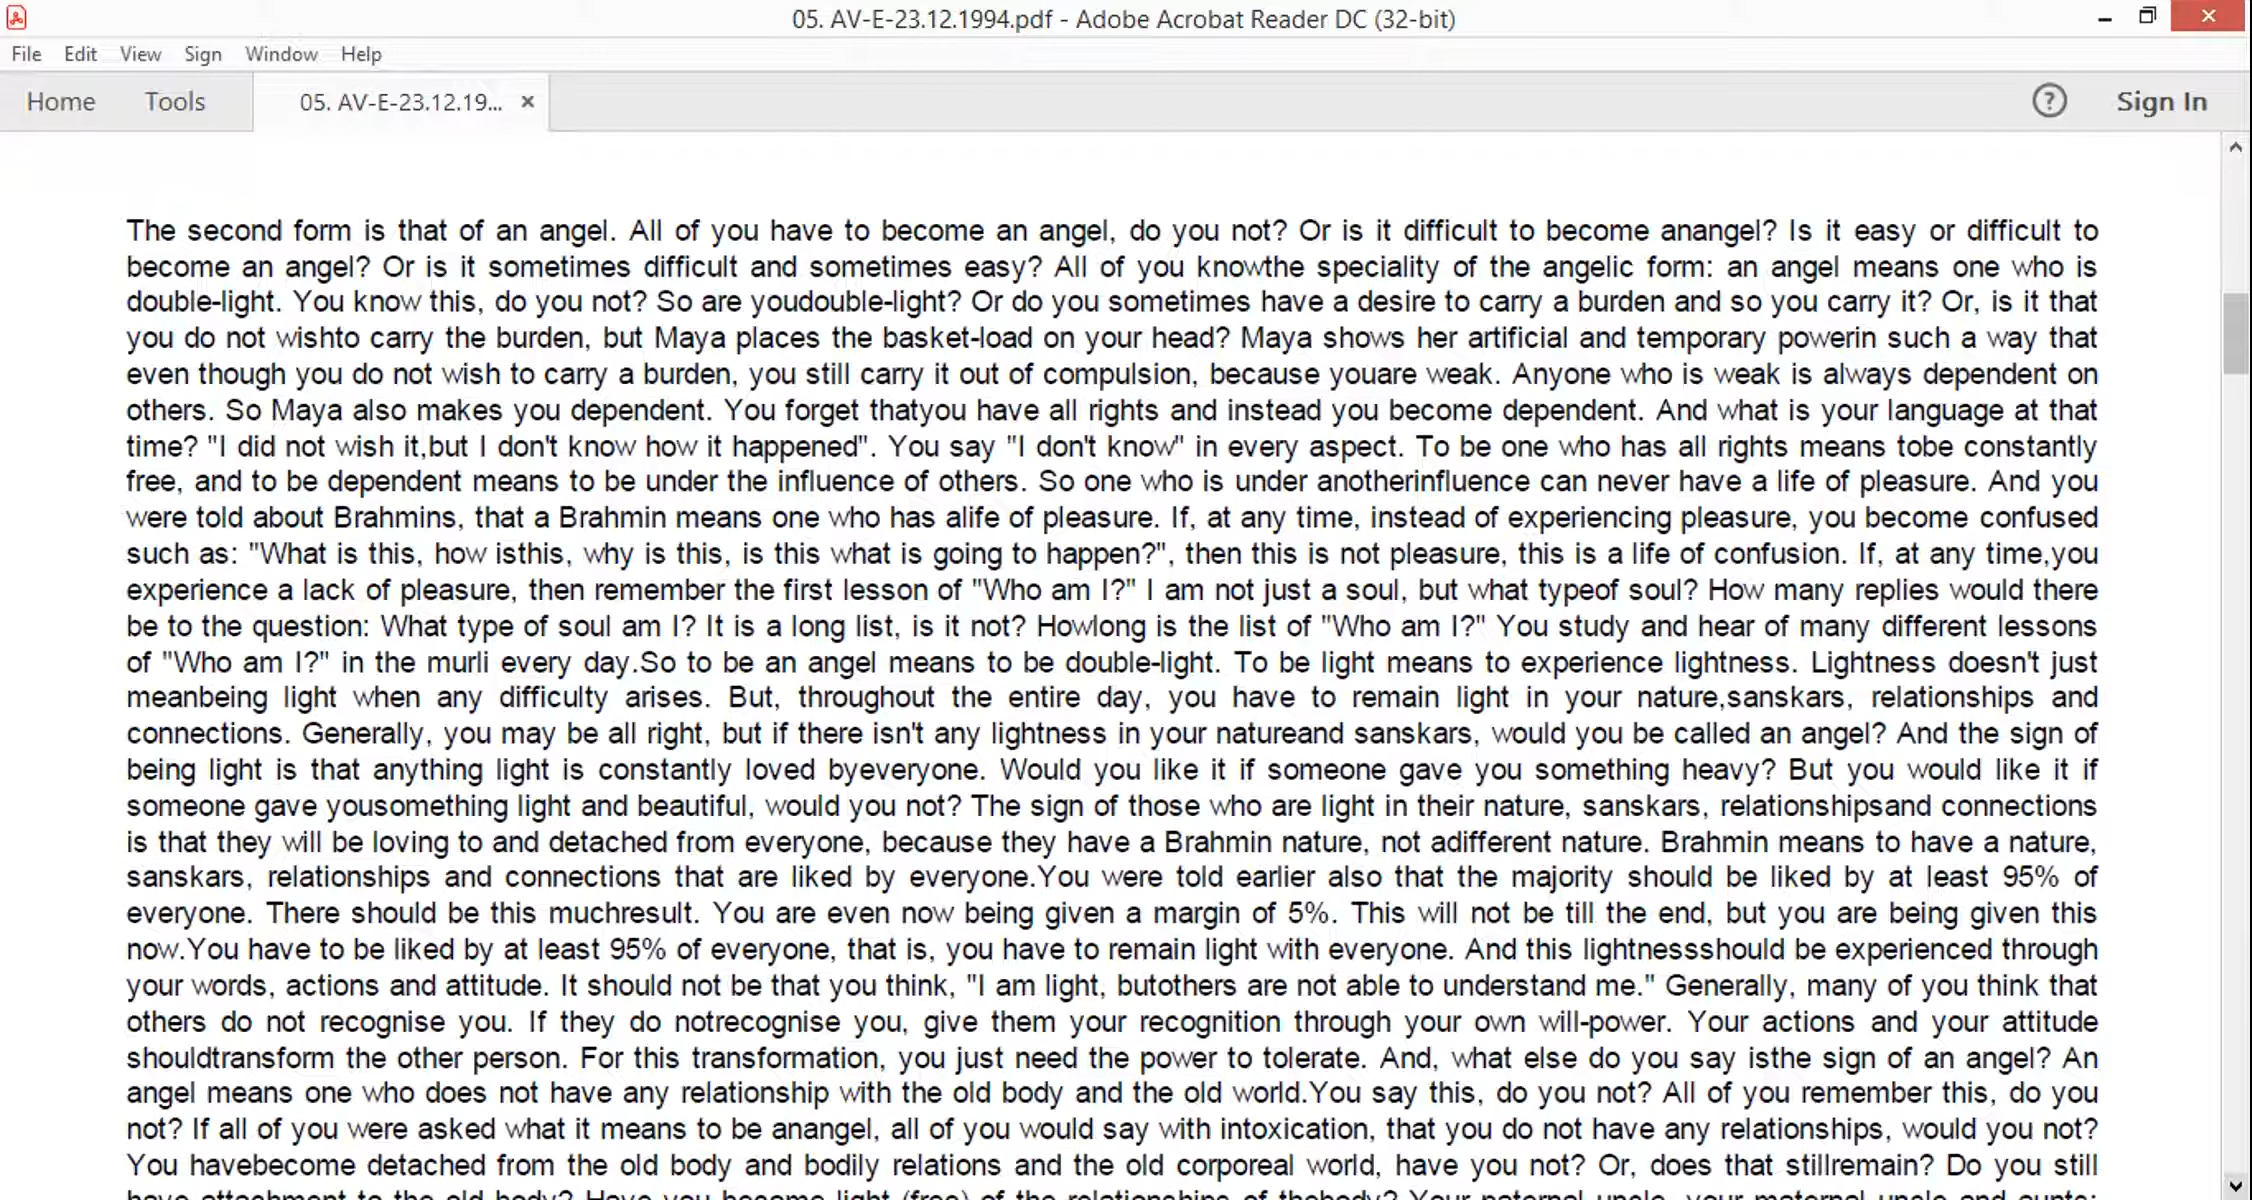 05. AV-E-23.12.1994.pdf - Adobe Acrobat Reader DC (32-bit)
File Edit View Sign Window Help
Home Tools 05. AV-E-23.12.19... × ? Sign In
The second form is that of an angel. All of you have to become an angel, do you not? Or is it difficult to become anangel? Is it easy or difficult to
become an angel? Or is it sometimes difficult and sometimes easy? All of you knowthe speciality of the angelic form: an angel means one who is
double-light. You know this, do you not? So are youdouble-light? Or do you sometimes have a desire to carry a burden and so you carry it? Or, is it that
you do not wishto carry the burden, but Maya places the basket-load on your head? Maya shows her artificial and temporary powerin such a way that
even though you do not wish to carry a burden, you still carry it out of compulsion, because youare weak. Anyone who is weak is always dependent on
others. So Maya also makes you dependent. You forget thatyou have all rights and instead you become dependent. And what is your language at that
time? "I did not wish it,but I don't know how it happened". You say "I don't know" in every aspect. To be one who has all rights means tobe constantly
free, and to be dependent means to be under the influence of others. So one who is under anotherinfluence can never have a life of pleasure. And you
were told about Brahmins, that a Brahmin means one who has alife of pleasure. If, at any time, instead of experiencing pleasure, you become confused
such as: "What is this, how isthis, why is this, is this what is going to happen?", then this is not pleasure, this is a life of confusion. If, at any time,you
experience a lack of pleasure, then remember the first lesson of "Who am I?" I am not just a soul, but what typeof soul? How many replies would there
be to the question: What type of soul am I? It is a long list, is it not? Howlong is the list of "Who am I?" You study and hear of many different lessons
of "Who am I?" in the murli every day.So to be an angel means to be double-light. To be light means to experience lightness. Lightness doesn't just
meanbeing light when any difficulty arises. But, throughout the entire day, you have to remain light in your nature,sanskars, relationships and
connections. Generally, you may be all right, but if there isn't any lightness in your natureand sanskars, would you be called an angel? And the sign of
being light is that anything light is constantly loved byeveryone. Would you like it if someone gave you something heavy? But you would like it if
someone gave yousomething light and beautiful, would you not? The sign of those who are light in their nature, sanskars, relationshipsand connections
is that they will be loving to and detached from everyone, because they have a Brahmin nature, not adifferent nature. Brahmin means to have a nature,
sanskars, relationships and connections that are liked by everyone.You were told earlier also that the majority should be liked by at least 95% of
everyone. There should be this muchresult. You are even now being given a margin of 5%. This will not be till the end, but you are being given this
now.You have to be liked by at least 95% of everyone, that is, you have to remain light with everyone. And this lightnessshould be experienced through
your words, actions and attitude. It should not be that you think, "I am light, butothers are not able to understand me." Generally, many of you think that
others do not recognise you. If they do notrecognise you, give them your recognition through your own will-power. Your actions and your attitude
shouldtransform the other person. For this transformation, you just need the power to tolerate. And, what else do you say isthe sign of an angel? An
angel means one who does not have any relationship with the old body and the old world.You say this, do you not? All of you remember this, do you
not? If all of you were asked what it means to be anangel, all of you would say with intoxication, that you do not have any relationships, would you not?
You havebecome detached from the old body and bodily relations and the old corporeal world, have you not? Or, does that stillremain? Do you still
have attachment to the old body? Have you become light (free) of the relationships of thebody? Your paternal uncle, your maternal uncle and aunts: